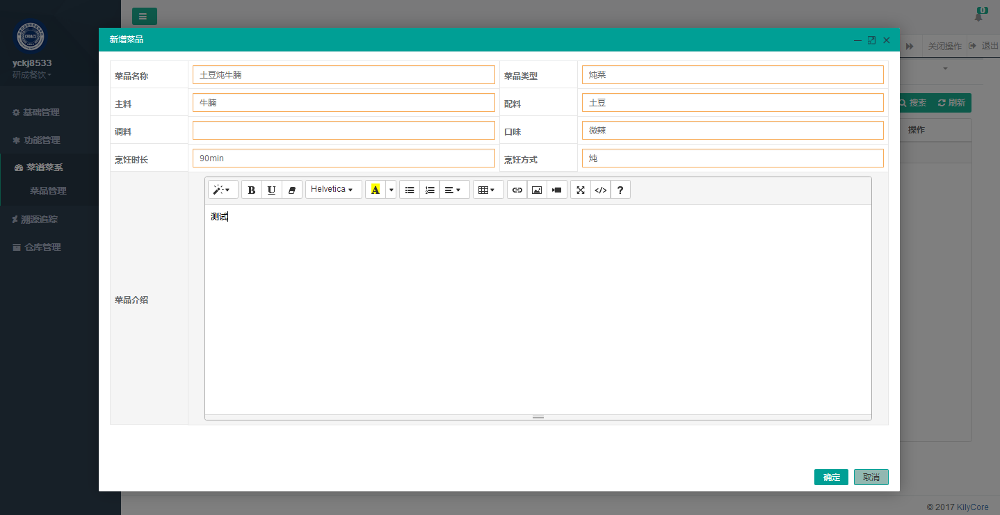 0
yckj8533
研成餐饮
基础管理
功能管理
菜谱菜系
菜品管理
溯源追踪
仓库管理
关闭操作 退出
搜索 刷新
操作
新增菜品
菜品名称 土豆炖牛腩 菜品类型 炖菜
主料 牛腩 配料 土豆
调料 口味 微辣
烹饪时长 90min 烹饪方式 炖
B U Helvetica A </> ?
测试
菜品介绍
确定 取消
© 2017 KilyCore